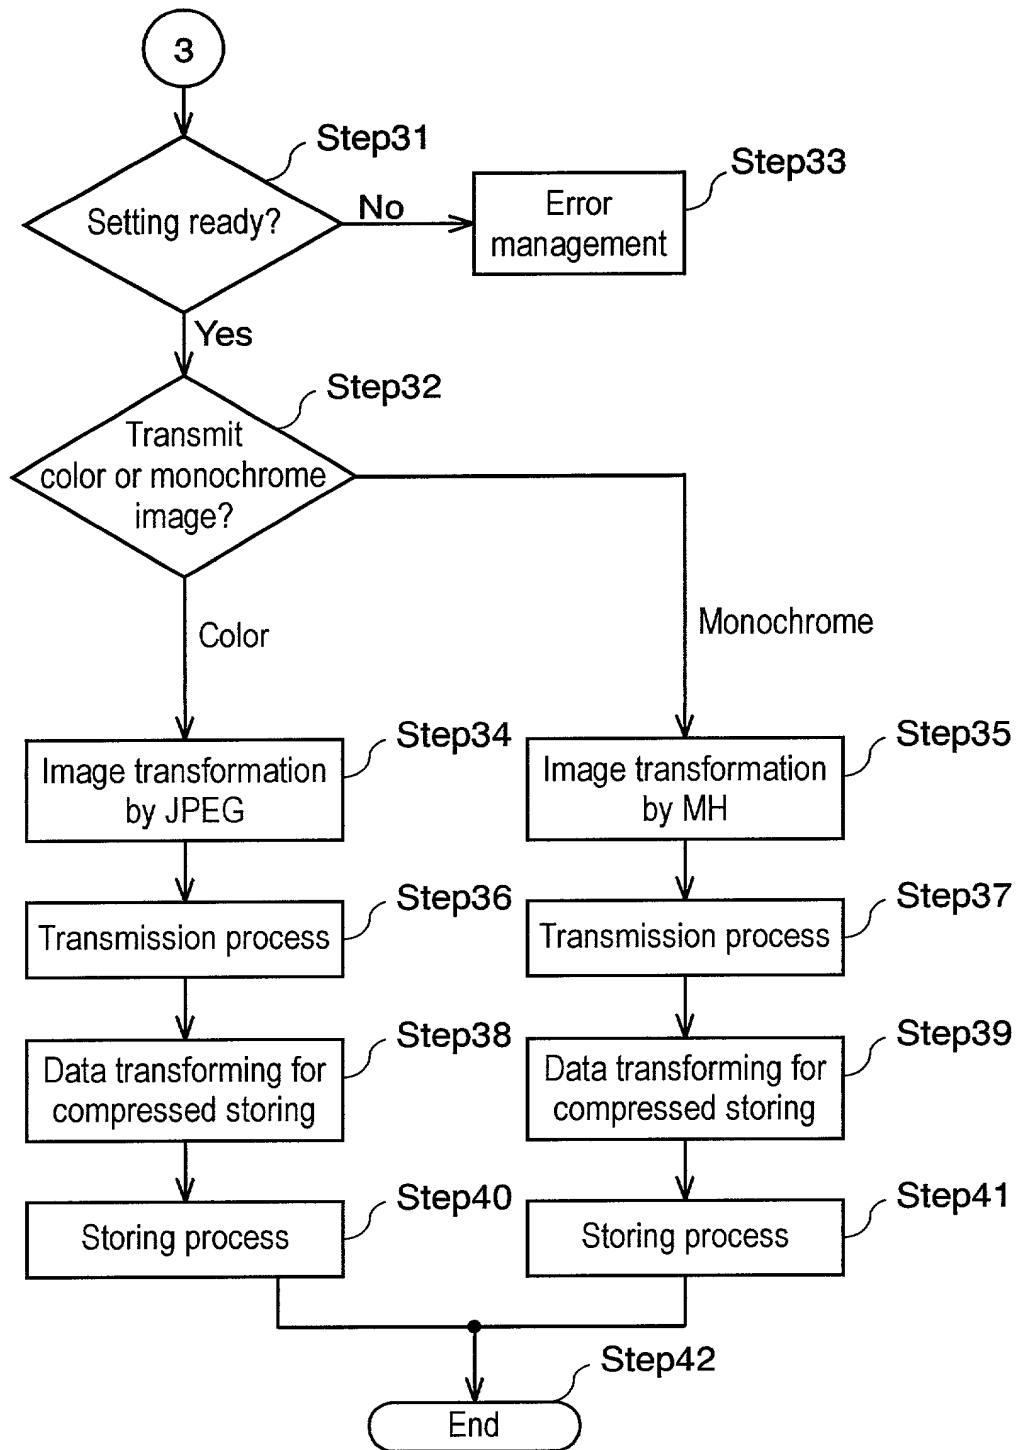 3
Step31
Setting ready?
No
Error
management
Step33
Yes
Step32
Transmit
color or monochrome
image?
Color
Monochrome
Step34
Image transformation
by JPEG
Step35
Image transformation
by MH
Step36
Transmission process
Step37
Transmission process
Step38
Data transforming for
compressed storing
Step39
Data transforming for
compressed storing
Step40
Storing process
Step41
Storing process
Step42
End